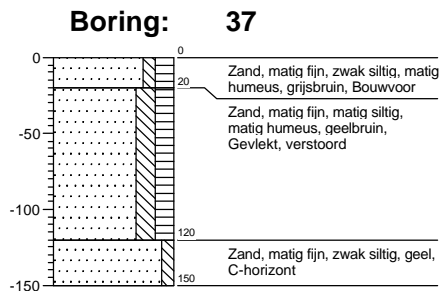 Boring: 37
0
0
Zand, matig fijn, zwak siltig, matig
humeus, grijsbruin, Bouwvoor
20
Zand, matig fijn, matig siltig,
matig humeus, geelbruin,
Gevlekt, verstoord
-50
-100
120
Zand, matig fijn, zwak siltig, geel,
C-horizont
-150
150